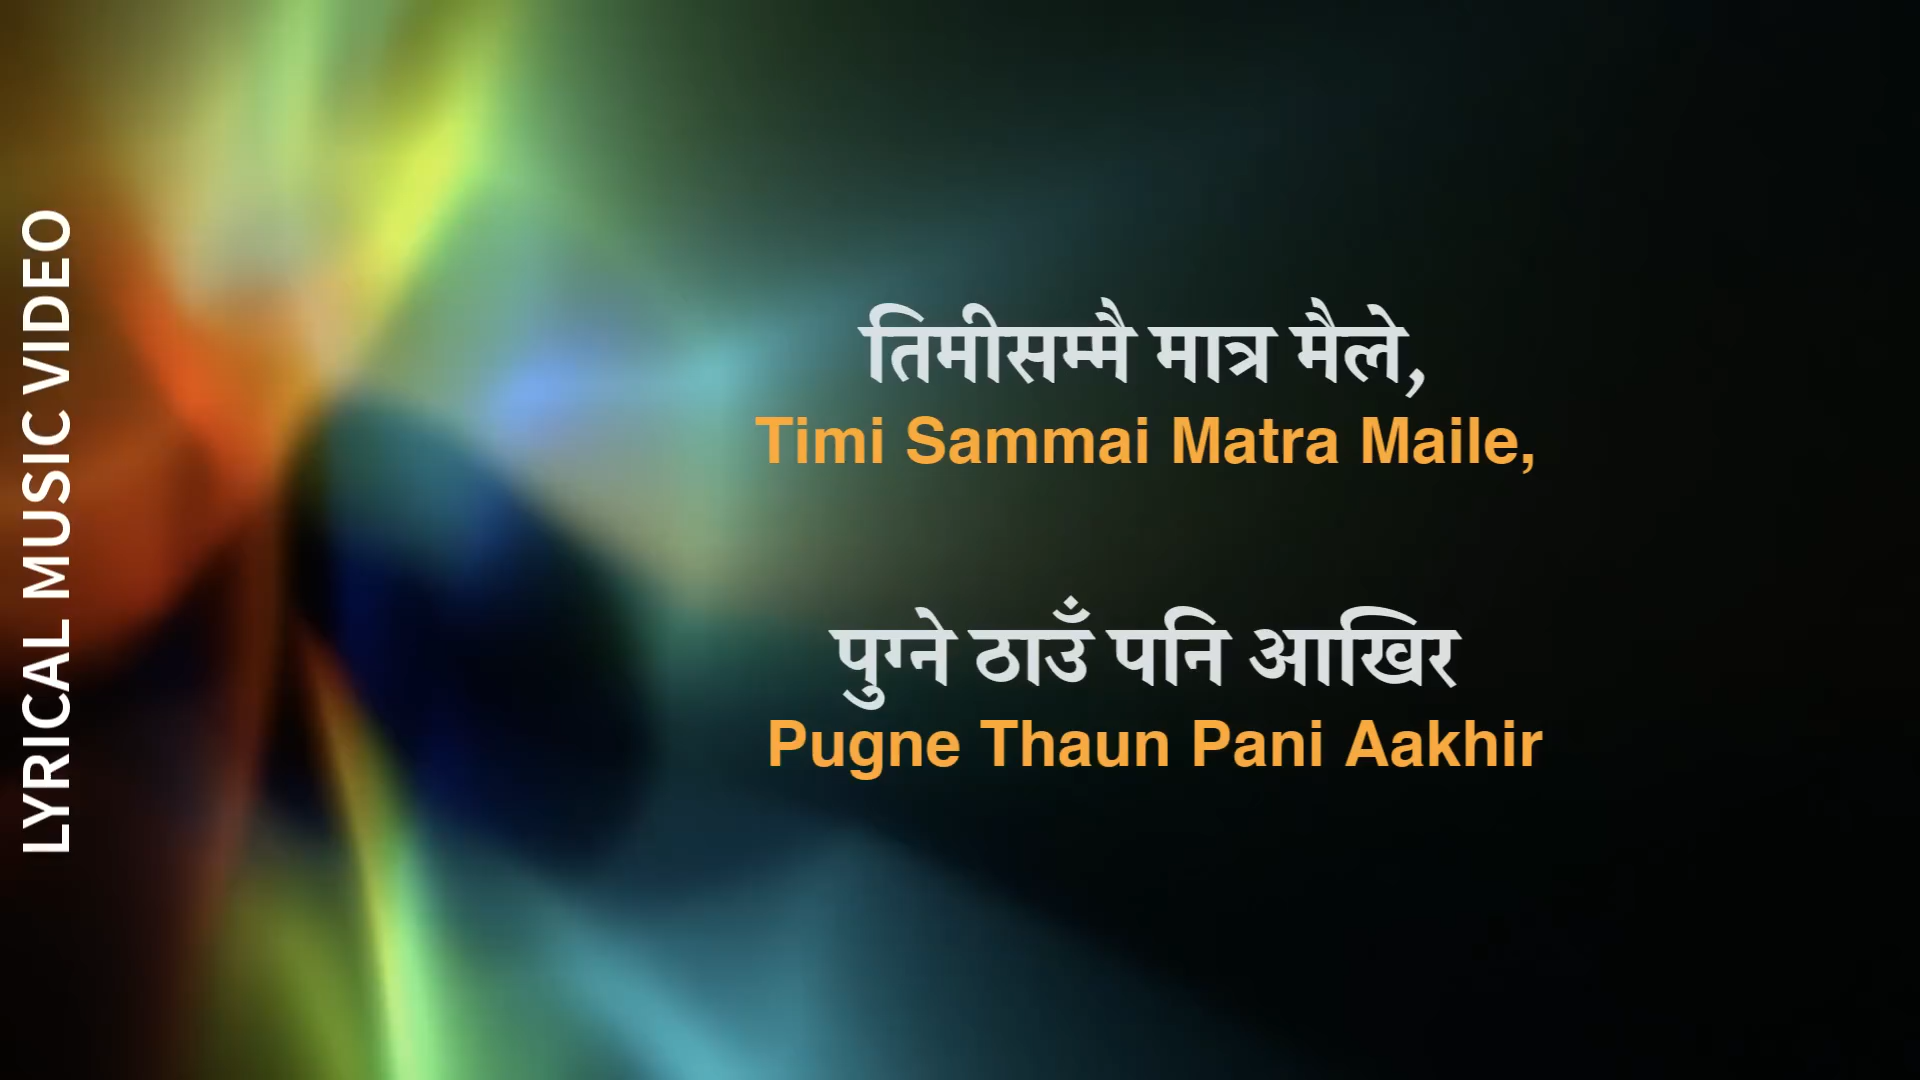 LYRICAL MUSIC VIDEO
तिमीसम्मै मात्र मैले,
Timi Sammai Matra Maile,
पुग्ने ठाउँ पनि आखिर
Pugne Thaun Pani Aakhir